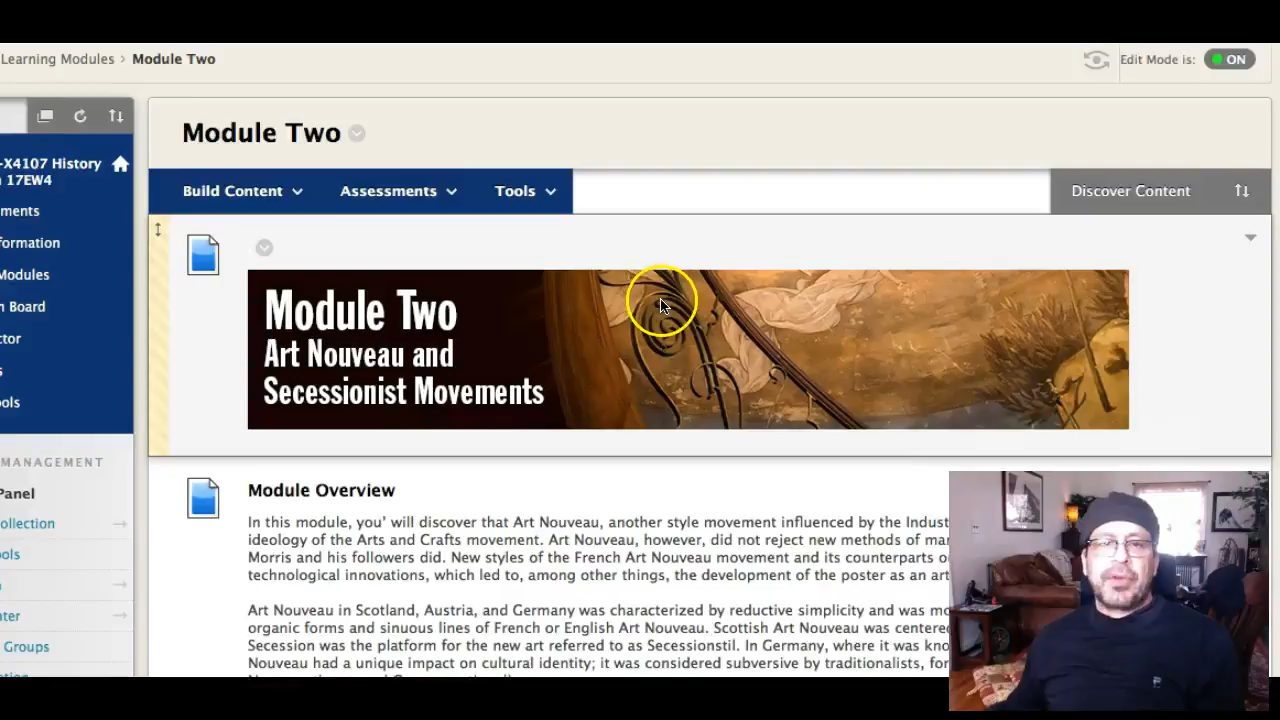 Learning Modules > Module Two
Edit Mode is: ON
Module Two
-X4107 History
17EW4
ments
formation
Modules
n Board
ctor
s
ools
MANAGEMENT
Panel
ollection
ools
ter
Groups
Build Content
Assessments
Tools
Discover Content
Module Two
Art Nouveau and
Secessionist Movements
Module Overview
In this module, you’ will discover that Art Nouveau, another style movement influenced by the Indust
ideology of the Arts and Crafts movement. Art Nouveau, however, did not reject new methods of mar
Morris and his followers did. New styles of the French Art Nouveau movement and its counterparts o
technological innovations, which led to, among other things, the development of the poster as an art
Art Nouveau in Scotland, Austria, and Germany was characterized by reductive simplicity and was mo
organic forms and sinuous lines of French or English Art Nouveau. Scottish Art Nouveau was centere
Secession was the platform for the new art referred to as Secessionstil. In Germany, where it was kno
Nouveau had a unique impact on cultural identity; it was considered subversive by traditionalists, for